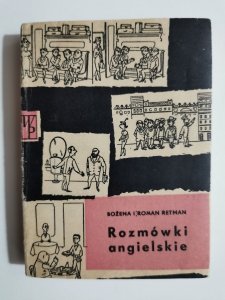 WP
BOŻENA I ROMAN RETMAN
Rozmówki
angielskie